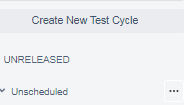 Create New Test Cycle
UNRELEASED
Unscheduled